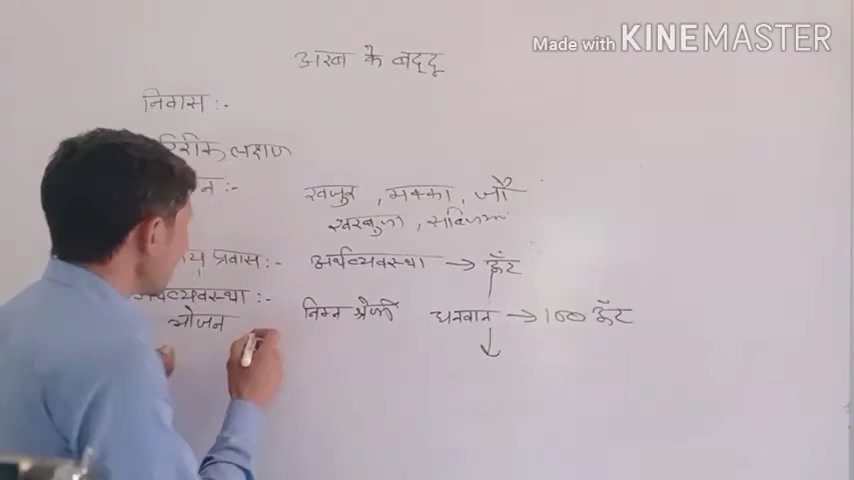 Made with KINEMASTER
अरब के बद्दू
निवास :-
लक्षण
खजूर , मक्का , जौ
खरबूजा , सब्जियां
प्रवास :- अर्थव्यवस्था → ऊँट
अर्थव्यवस्था :- निम्न श्रेणी धनवान → 100 ऊँट
भोजन